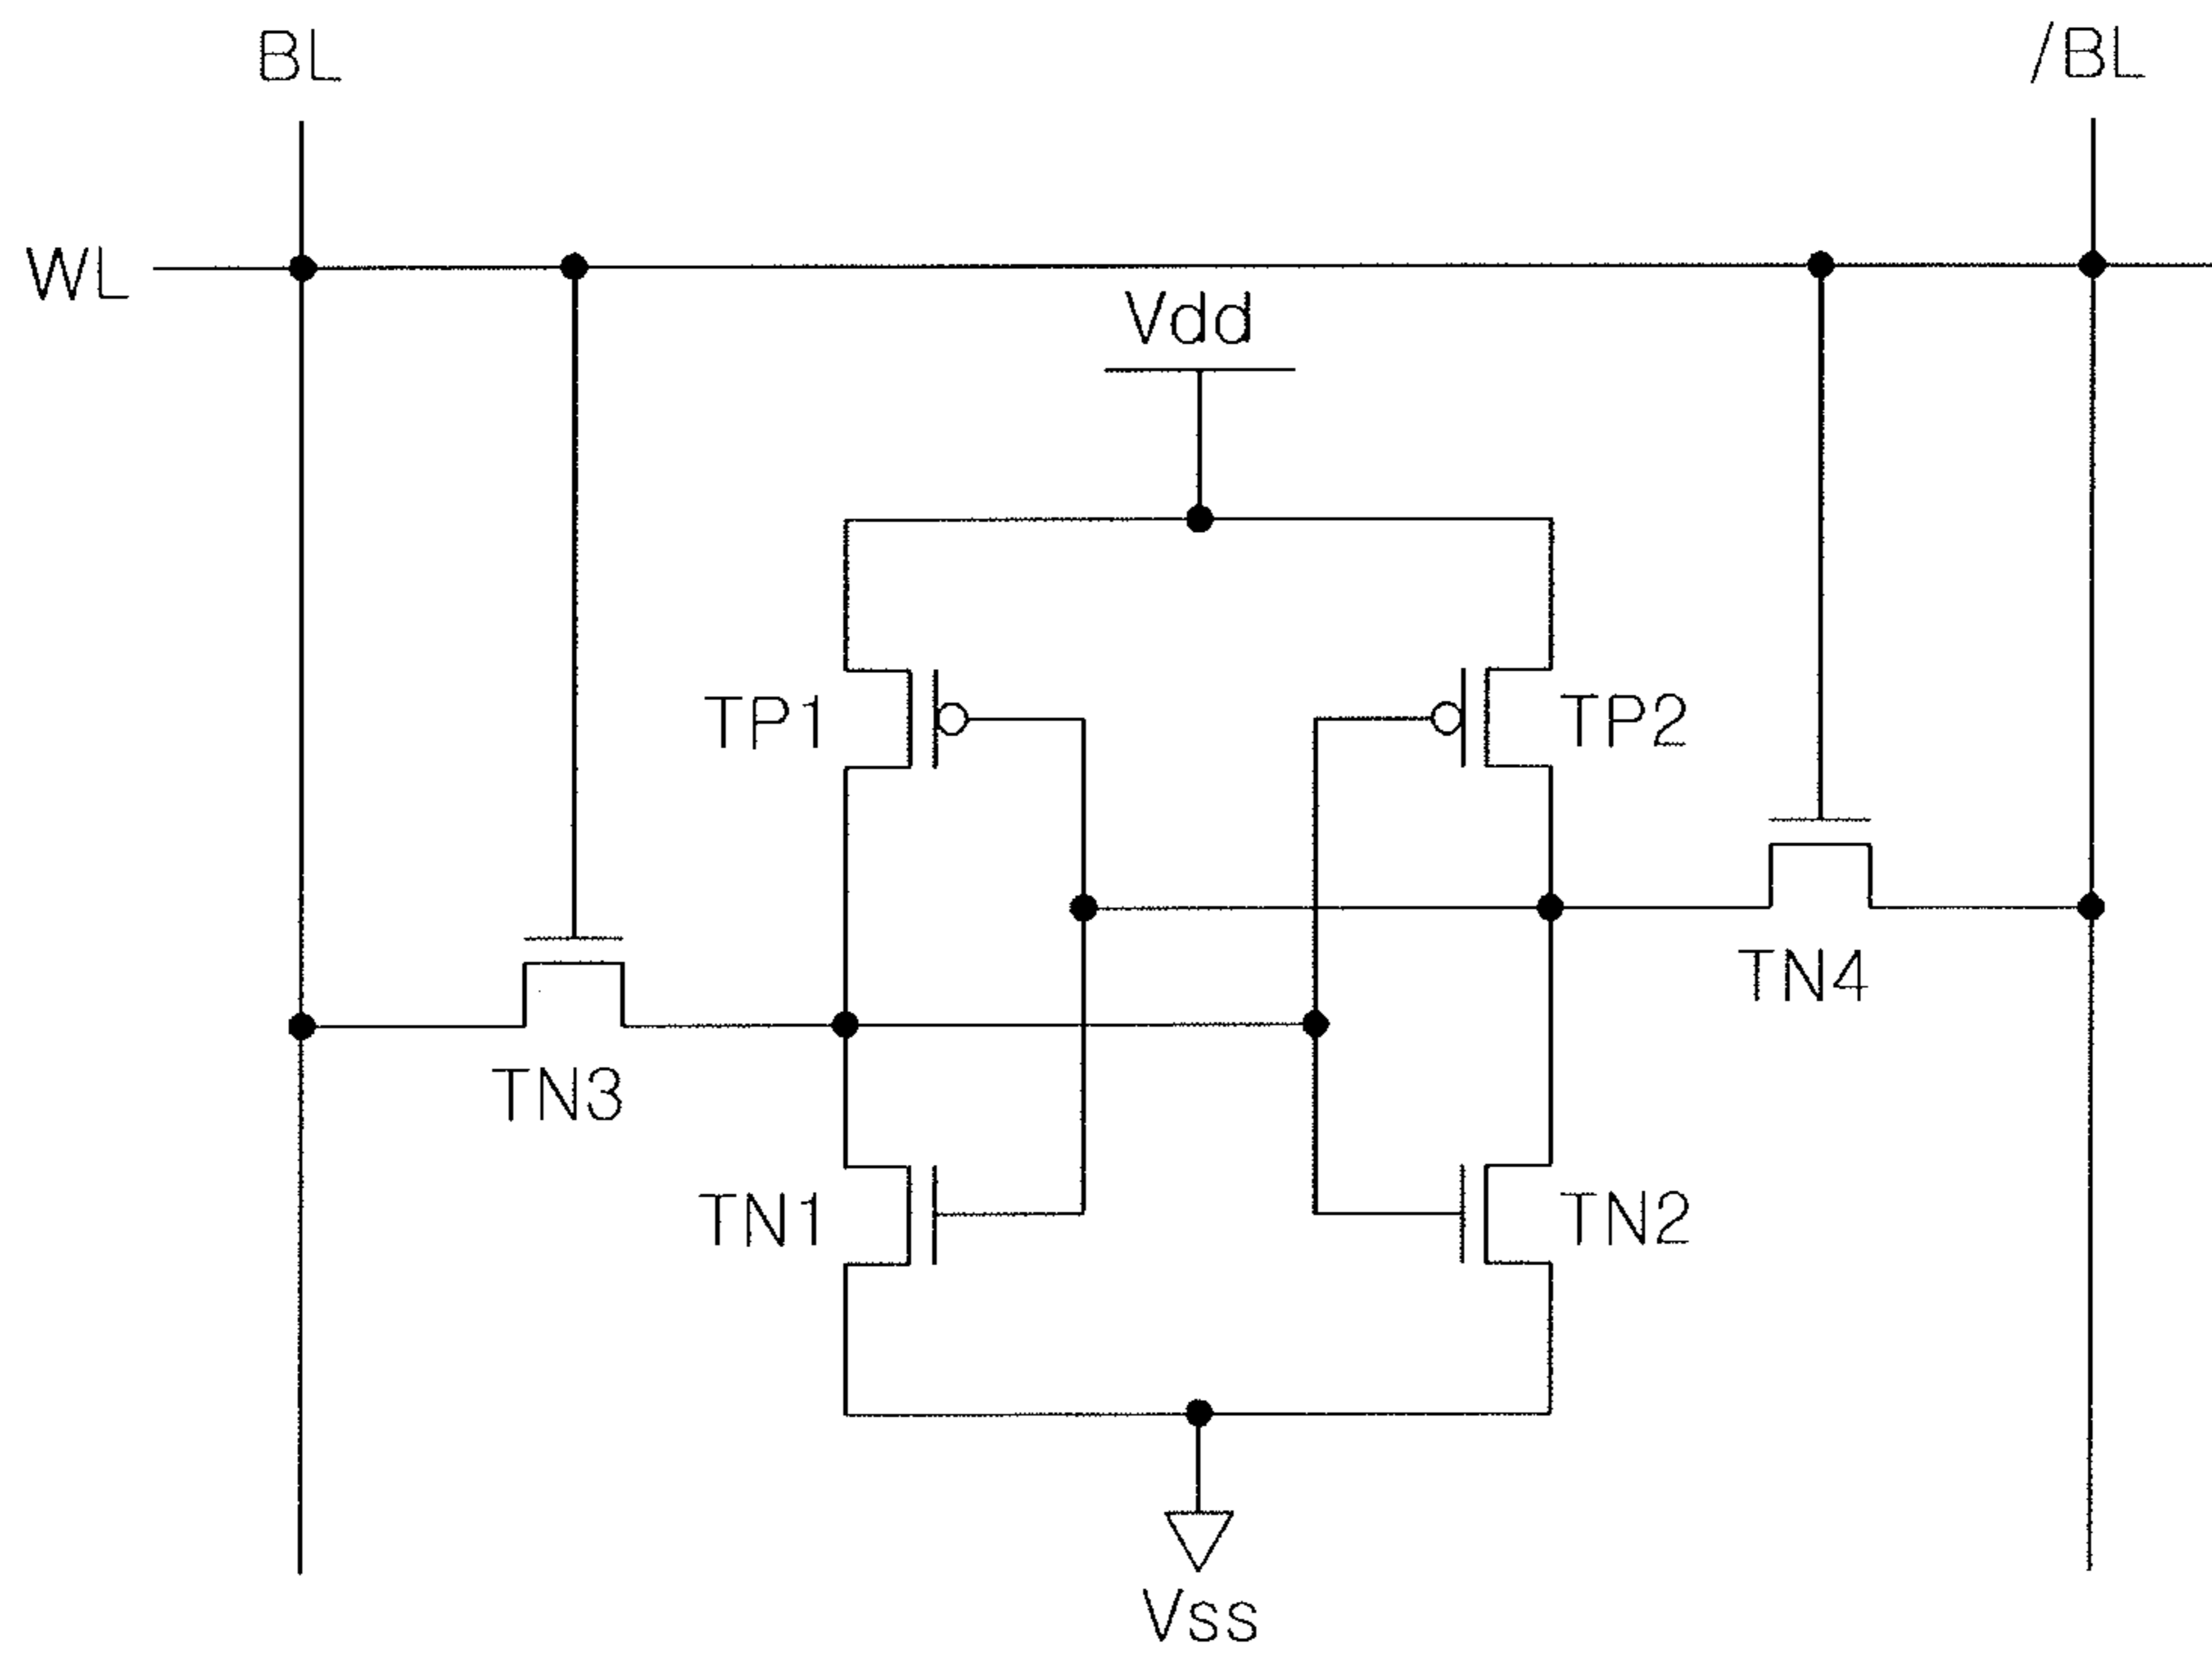 BL
/BL
WL
Vdd
TP1
TP2
TN4
TN3
TN1
TN2
Vss